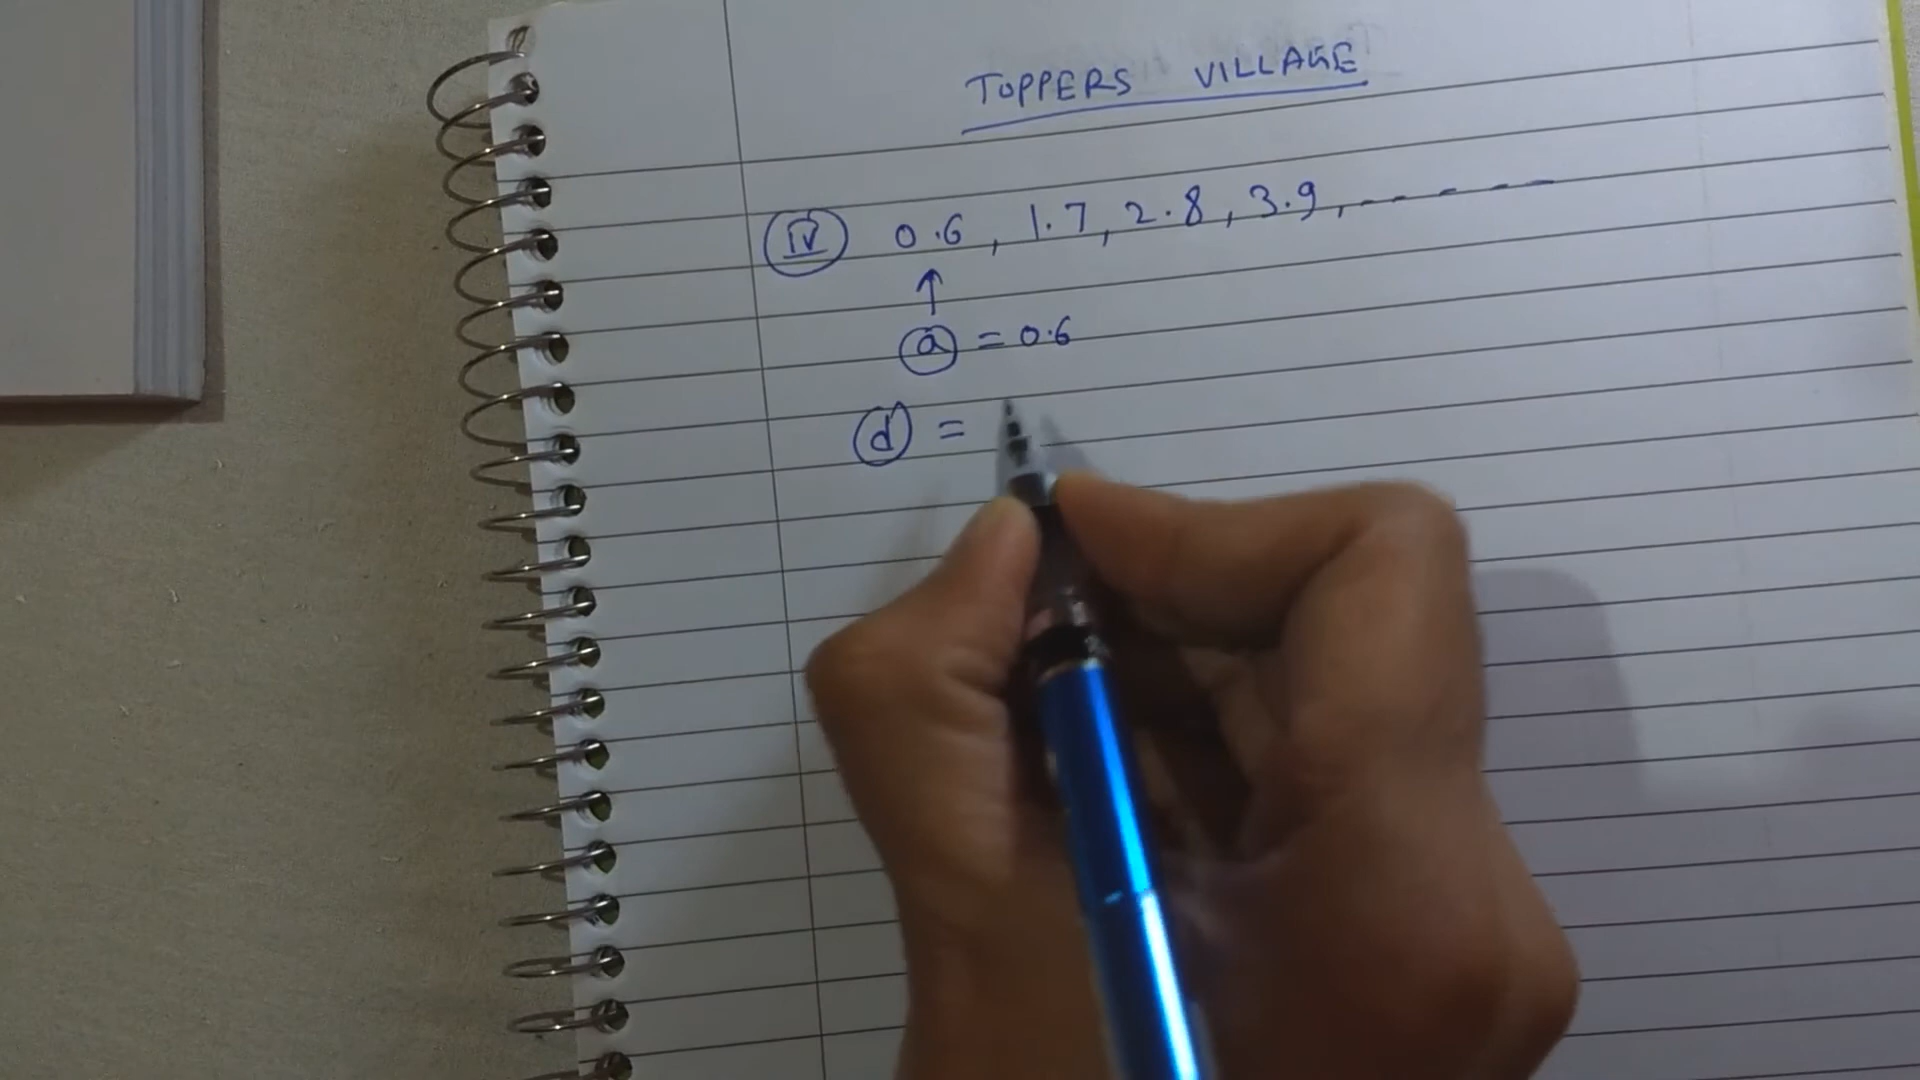 TOPPERS VILLAGE
IV 0.6, 1.7, 2.8, 3.9, - - - - -
↑
a = 0.6
d =